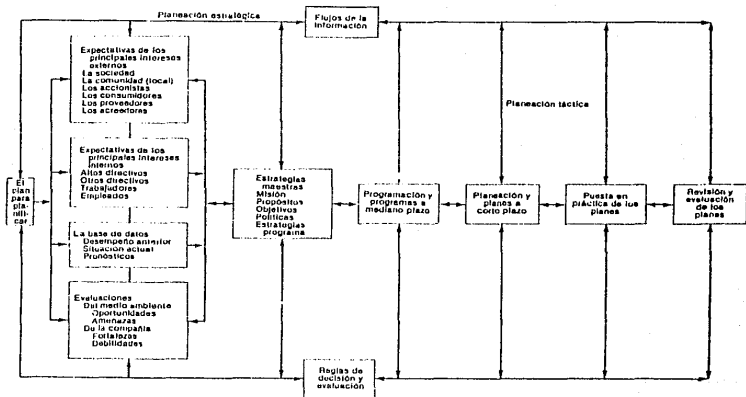 Planeación estratégica
Flujos de la
información
Expectativas de los
principales intereses
externos
La sociedad
La comunidad (local)
Los accionistas
Los consumidores
Los proveedores
Los acreedores
Planeación táctica
Expectativas de los
principales intereses
internos
Altos directivos
Otros directivos
Trabajadores
Empleados
El
plan
para
pla-
nifi-
car
Estrategias
maestras
Misión
Propósitos
Objetivos
Políticas
Estrategias
programa
Programación y
programas a
mediano plazo
Planeación y
planes a
corto plazo
Puesta en
práctica de los
planes
Revisión y
evaluación
de los
planes
La base de datos
Desempeño anterior
Situación actual
Pronósticos
Evaluaciones
Del medio ambiente
Oportunidades
Amenazas
De la compañía
Fortalezas
Debilidades
Reglas de
decisión y
evaluación